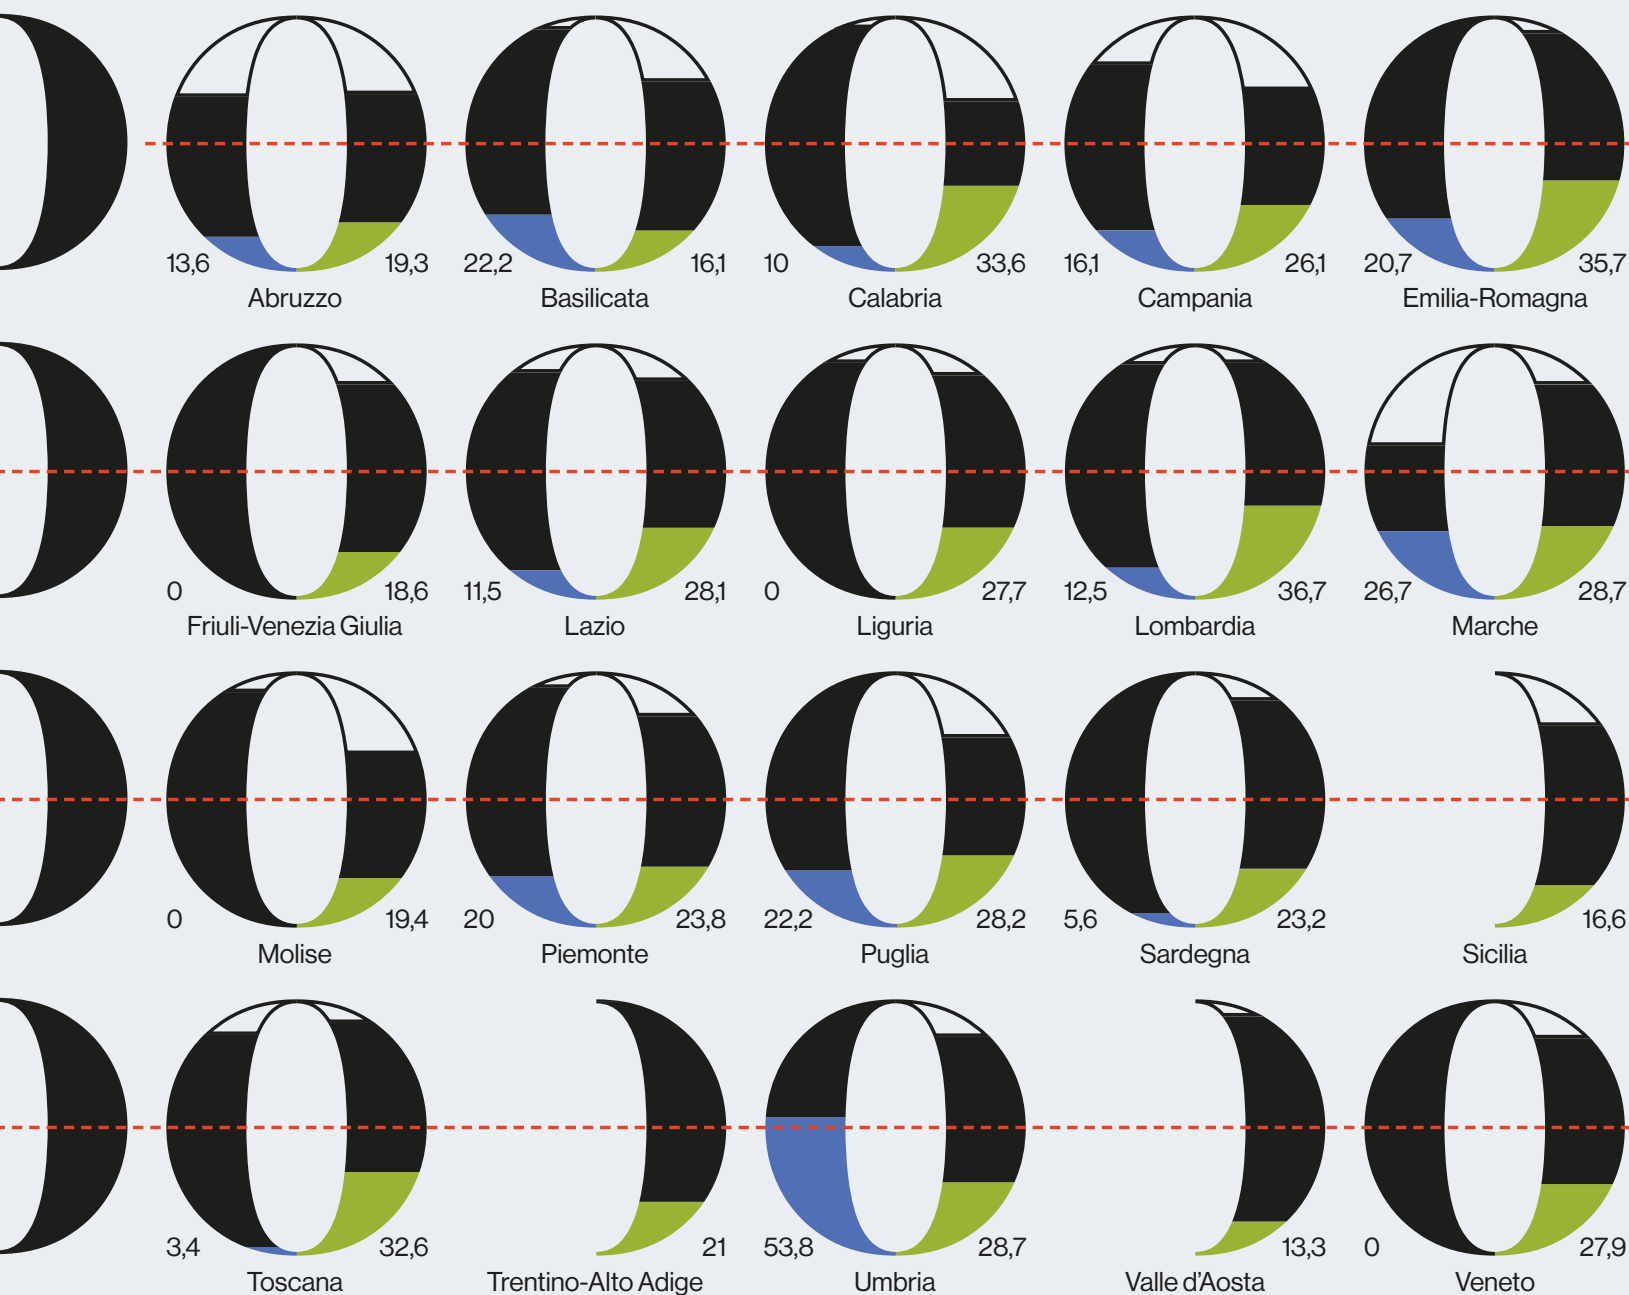 13,6 19,3 22,2 16,1 10 33,6 16,1 26,1 20,7 35,7
Abruzzo Basilicata Calabria Campania Emilia-Romagna
0 18,6 11,5 28,1 0 27,7 12,5 36,7 26,7 28,7
Friuli-Venezia Giulia Lazio Liguria Lombardia Marche
0 19,4 20 23,8 22,2 28,2 5,6 23,2 16,6
Molise Piemonte Puglia Sardegna Sicilia
3,4 32,6 21 53,8 28,7 13,3 0 27,9
Toscana Trentino-Alto Adige Umbria Valle d'Aosta Veneto